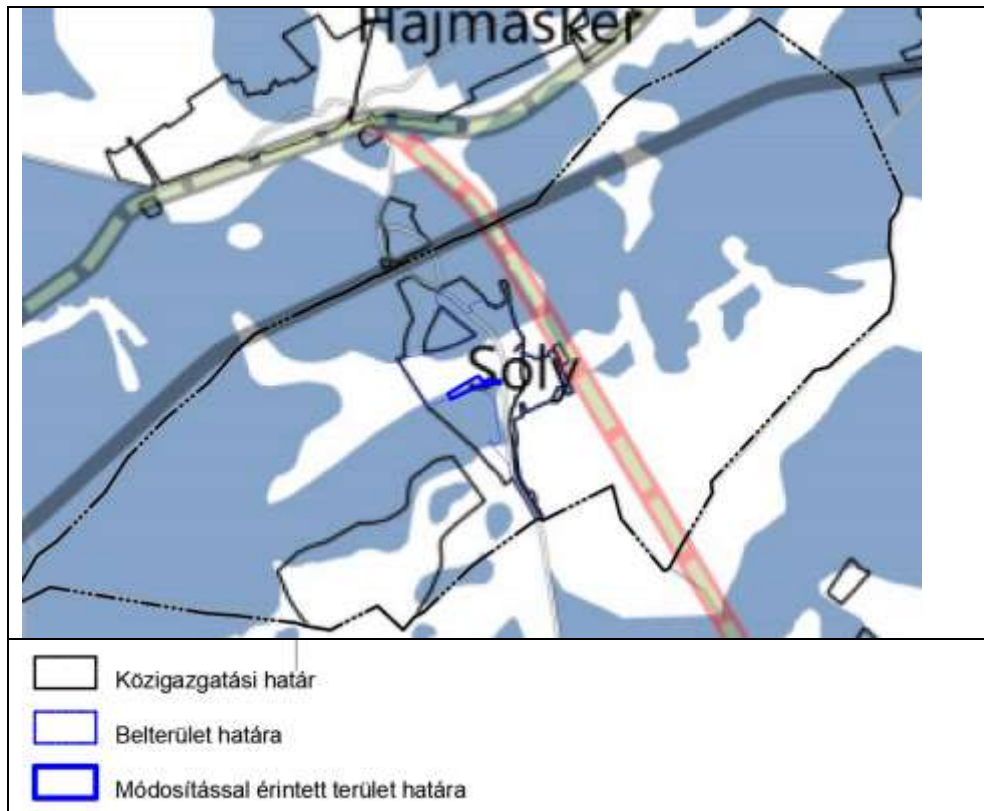 Hajmáskér
Sóly
Közigazgatási határ
Belterület határa
Módosítással érintett terület határa